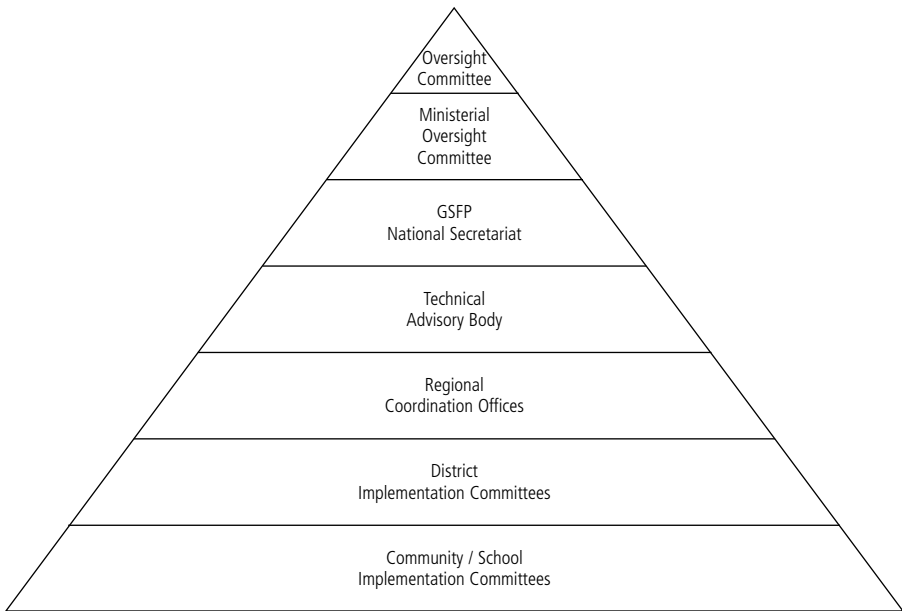 Oversight
Committee
Ministerial
Oversight
Committee
GSFP
National Secretariat
Technical
Advisory Body
Regional
Coordination Offices
District
Implementation Committees
Community / School
Implementation Committees